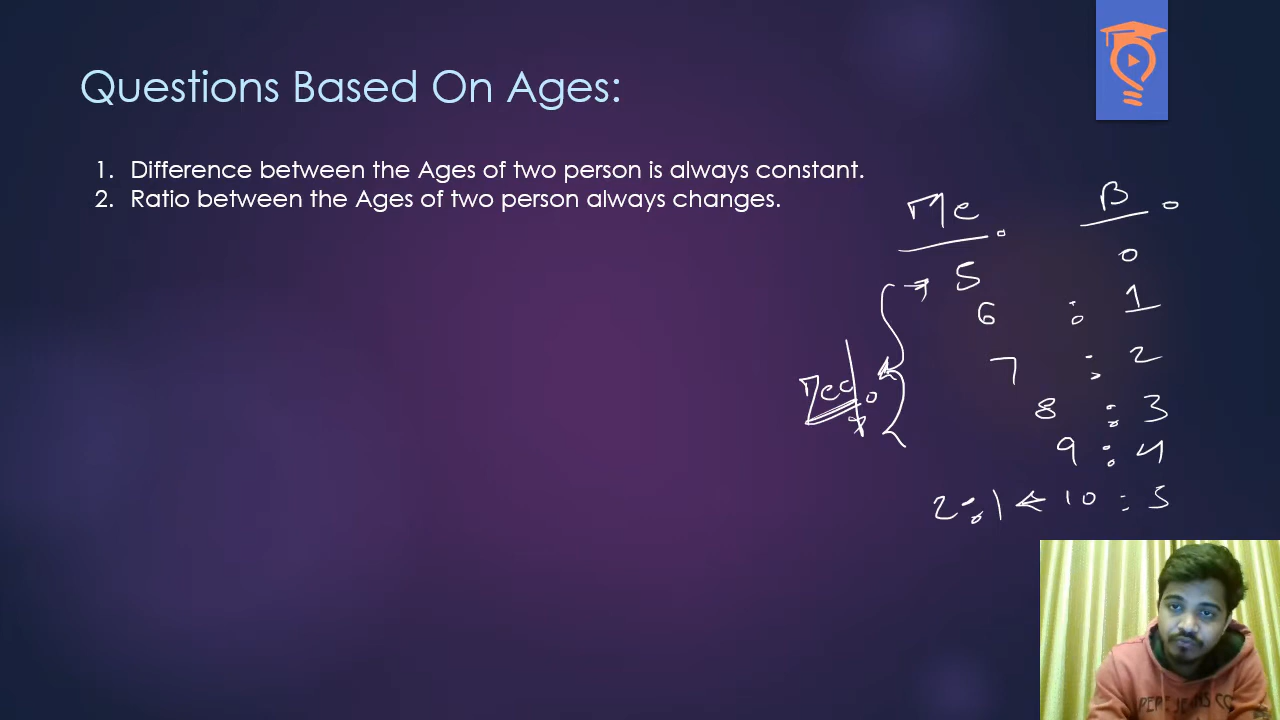 Questions Based On Ages:
1. Difference between the Ages of two person is always constant.
2. Ratio between the Ages of two person always changes.
Me B
5 0
6 : 1
7 : 2
8 : 3
9 : 4
2:1 ← 10 : 5
PEPE JEANS